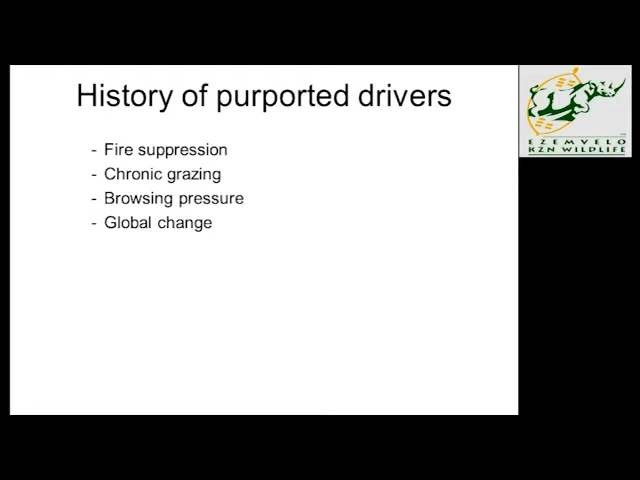 History of purported drivers
- Fire suppression
- Chronic grazing
- Browsing pressure
- Global change
EZEMVELO
KZN WILDLIFE